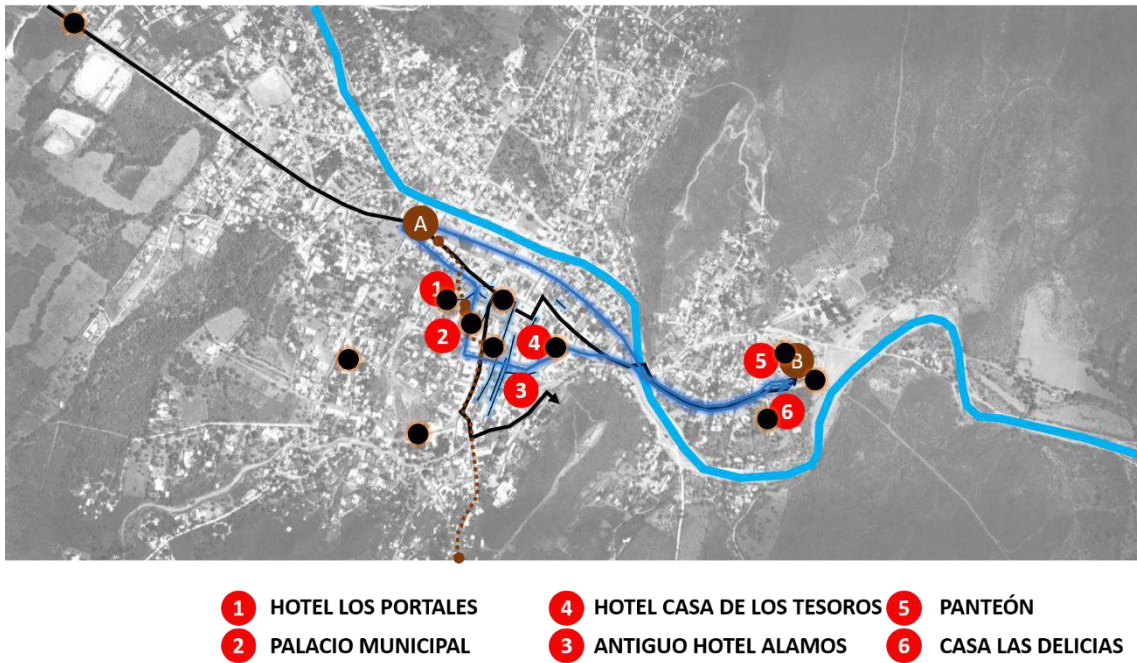 A
1
2
4
3
5
B
6
1 HOTEL LOS PORTALES
4 HOTEL CASA DE LOS TESOROS
5 PANTEÓN
2 PALACIO MUNICIPAL
3 ANTIGUO HOTEL ALAMOS
6 CASA LAS DELICIAS